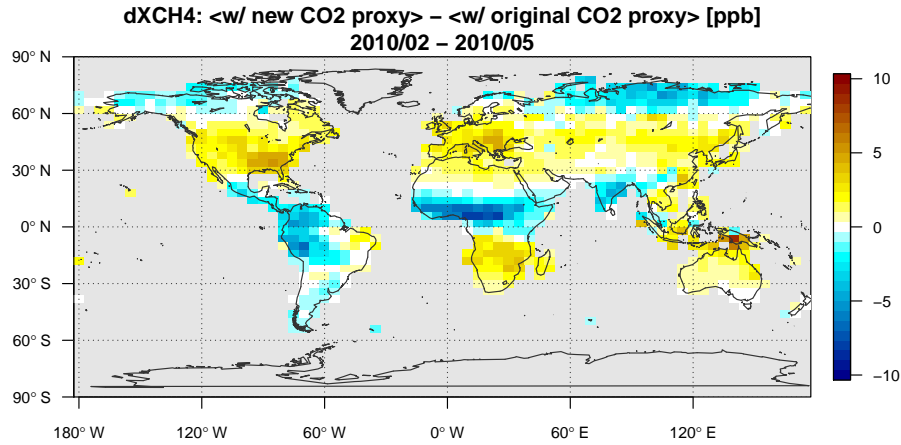 dXCH4: <w/ new CO2 proxy> − <w/ original CO2 proxy> [ppb]
2010/02 − 2010/05
90° N
60° N
30° N
0° N
30° S
60° S
90° S
180° W
120° W
60° W
0° W
60° E
120° E
10
5
0
−5
−10